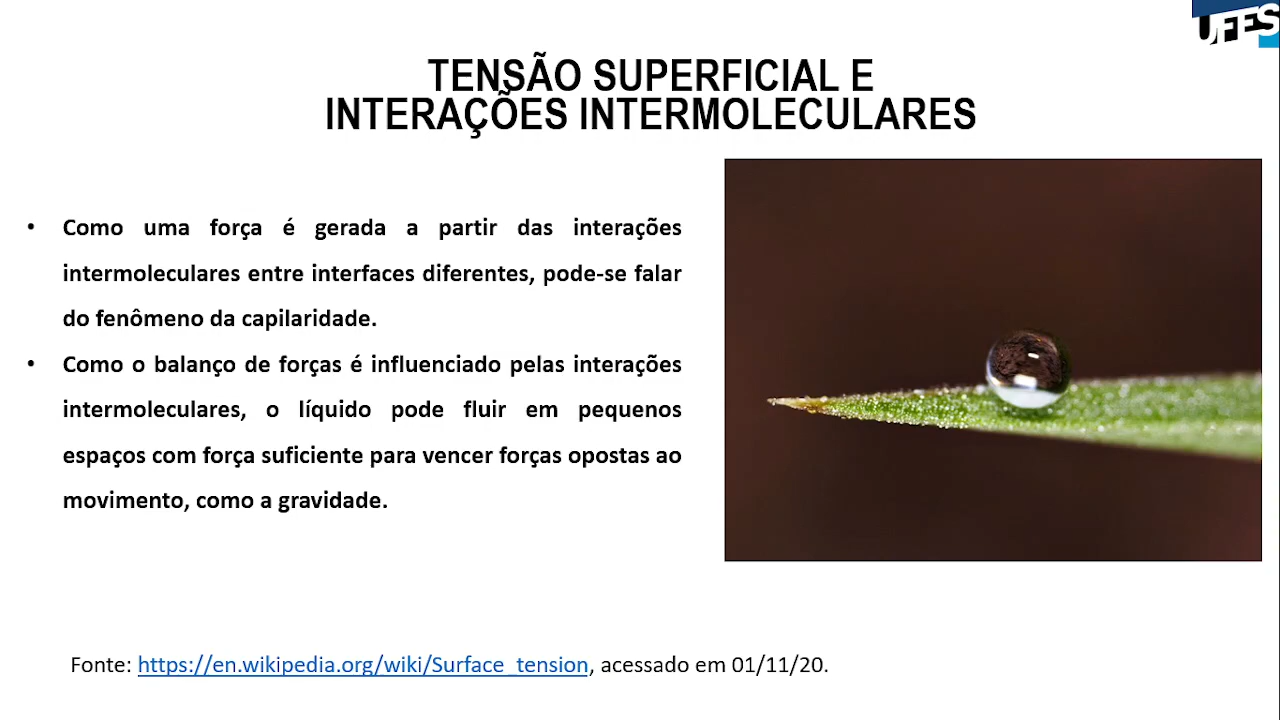 UFES
TENSÃO SUPERFICIAL E
INTERAÇÕES INTERMOLECULARES
• Como uma força é gerada a partir das interações
intermoleculares entre interfaces diferentes, pode-se falar
do fenômeno da capilaridade.
• Como o balanço de forças é influenciado pelas interações
intermoleculares, o líquido pode fluir em pequenos
espaços com força suficiente para vencer forças opostas ao
movimento, como a gravidade.
Fonte: https://en.wikipedia.org/wiki/Surface_tension, acessado em 01/11/20.